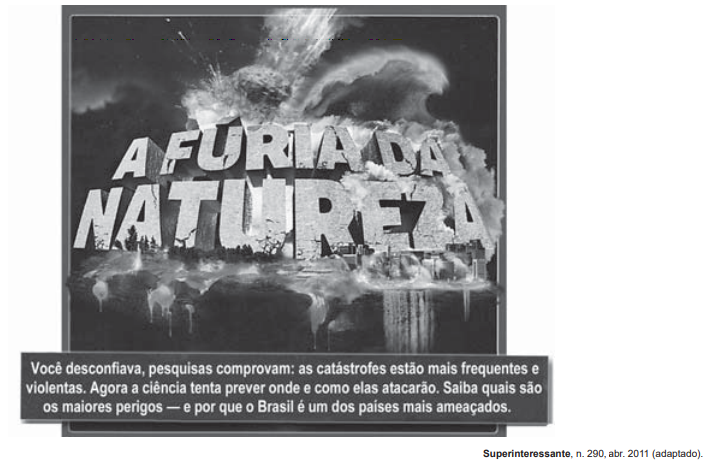 A FÚRIA DA
NATUREZA
Você desconfiava, pesquisas comprovam: as catástrofes estão mais frequentes e
violentas. Agora a ciência tenta prever onde e como elas atacarão. Saiba quais são
os maiores perigos — e por que o Brasil é um dos países mais ameaçados.
Superinteressante, n. 290, abr. 2011 (adaptado).